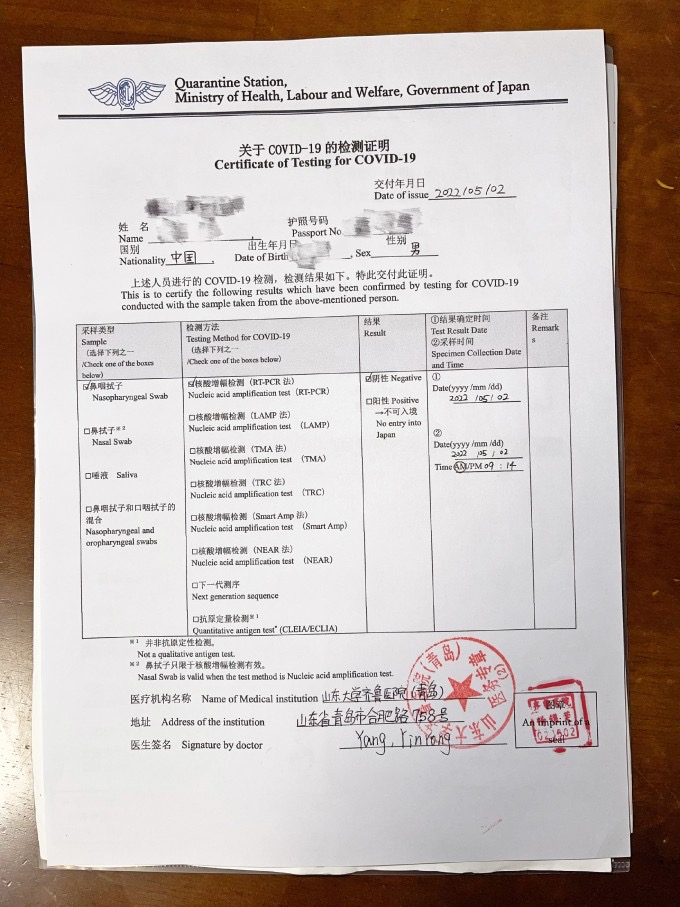 Quarantine Station,
Ministry of Health, Labour and Welfare, Government of Japan
关于 COVID-19 的检测证明
Certificate of Testing for COVID-19
交付年月日
Date of issue 2022/05/02
姓 名
Name
护照号码
Passport No
国别
Nationality 中国 ,
出生年月日
Date of Birth
, Sex 男
性别
上述人员进行的 COVID-19 检测，检测结果如下。特此交付此证明。
This is to certify the following results which have been confirmed by testing for COVID-19
conducted with the sample taken from the above-mentioned person.
采样类型
Sample
（选择下列之一
/Check one of the boxes
below)
检测方法
Testing Method for COVID-19
（选择下列之一
/Check one of the boxes below)
结果
Result
①结果确定时间
Test Result Date
②采样时间
Specimen Collection Date
and Time
备注
Remark
s
☑鼻咽拭子
Nasopharyngeal Swab
□鼻拭子※2
Nasal Swab
□唾液 Saliva
□鼻咽拭子和口咽拭子的
混合
Nasopharyngeal and
oropharyngeal swabs
☑核酸增幅检测（RT-PCR 法）
Nucleic acid amplification test （RT-PCR）
□核酸增幅检测（LAMP 法）
Nucleic acid amplification test （LAMP）
□核酸增幅检测（TMA 法）
Nucleic acid amplification test （TMA）
□核酸增幅检测（TRC 法）
Nucleic acid amplification test （TRC）
□核酸增幅检测（Smart Amp 法）
Nucleic acid amplification test （Smart Amp）
□核酸增幅检测（NEAR 法）
Nucleic acid amplification test （NEAR）
□下一代测序
Next generation sequence
□抗原定量检测※1
Quantitative antigen test* (CLEIA/ECLIA)
☑阴性 Negative
□阳性 Positive
→不可入境
No entry into
Japan
①
Date(yyyy /mm /dd)
2022 /05/ 02
②
Date(yyyy /mm /dd)
2022 /05 / 02
Time AM/PM 09 : 14
※1 并非抗原定性检测。
Not a qualitative antigen test.
※2 鼻拭子只限于核酸增幅检测有效。
Nasal Swab is valid when the test method is Nucleic acid amplification test.
医疗机构名称 Name of Medical institution 山东大学齐鲁医院(青岛)
地址 Address of the institution 山东省青岛市合肥路758号
医生签名 Signature by doctor Yang, YinRong
An imprint of a
seal